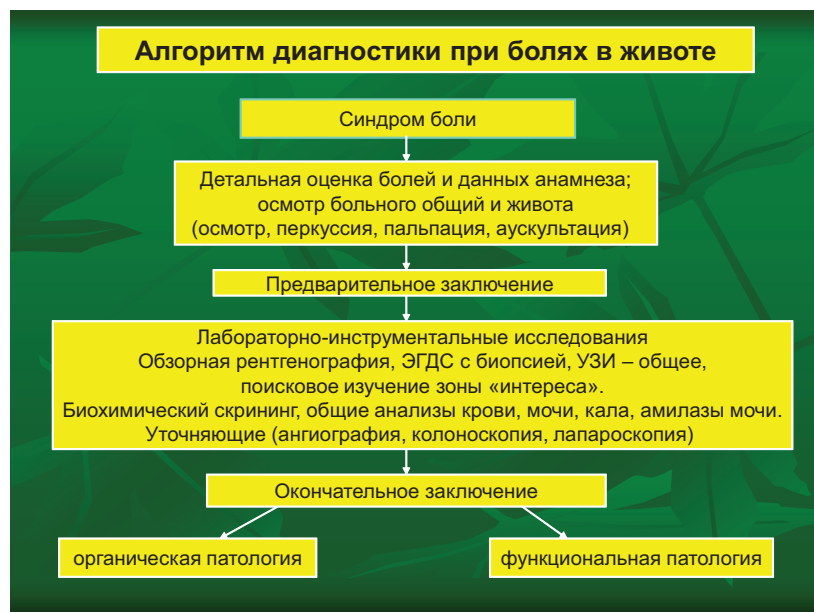 Алгоритм диагностики при болях в животе
Синдром боли
Детальная оценка болей и данных анамнеза;
осмотр больного общий и живота
(осмотр, перкуссия, пальпация, аускультация)
Предварительное заключение
Лабораторно-инструментальные исследования
Обзорная рентгенография, ЭГДС с биопсией, УЗИ – общее,
поисковое изучение зоны «интереса».
Биохимический скрининг, общие анализы крови, мочи, кала, амилазы мочи.
Уточняющие (ангиография, колоноскопия, лапароскопия)
Окончательное заключение
органическая патология
функциональная патология